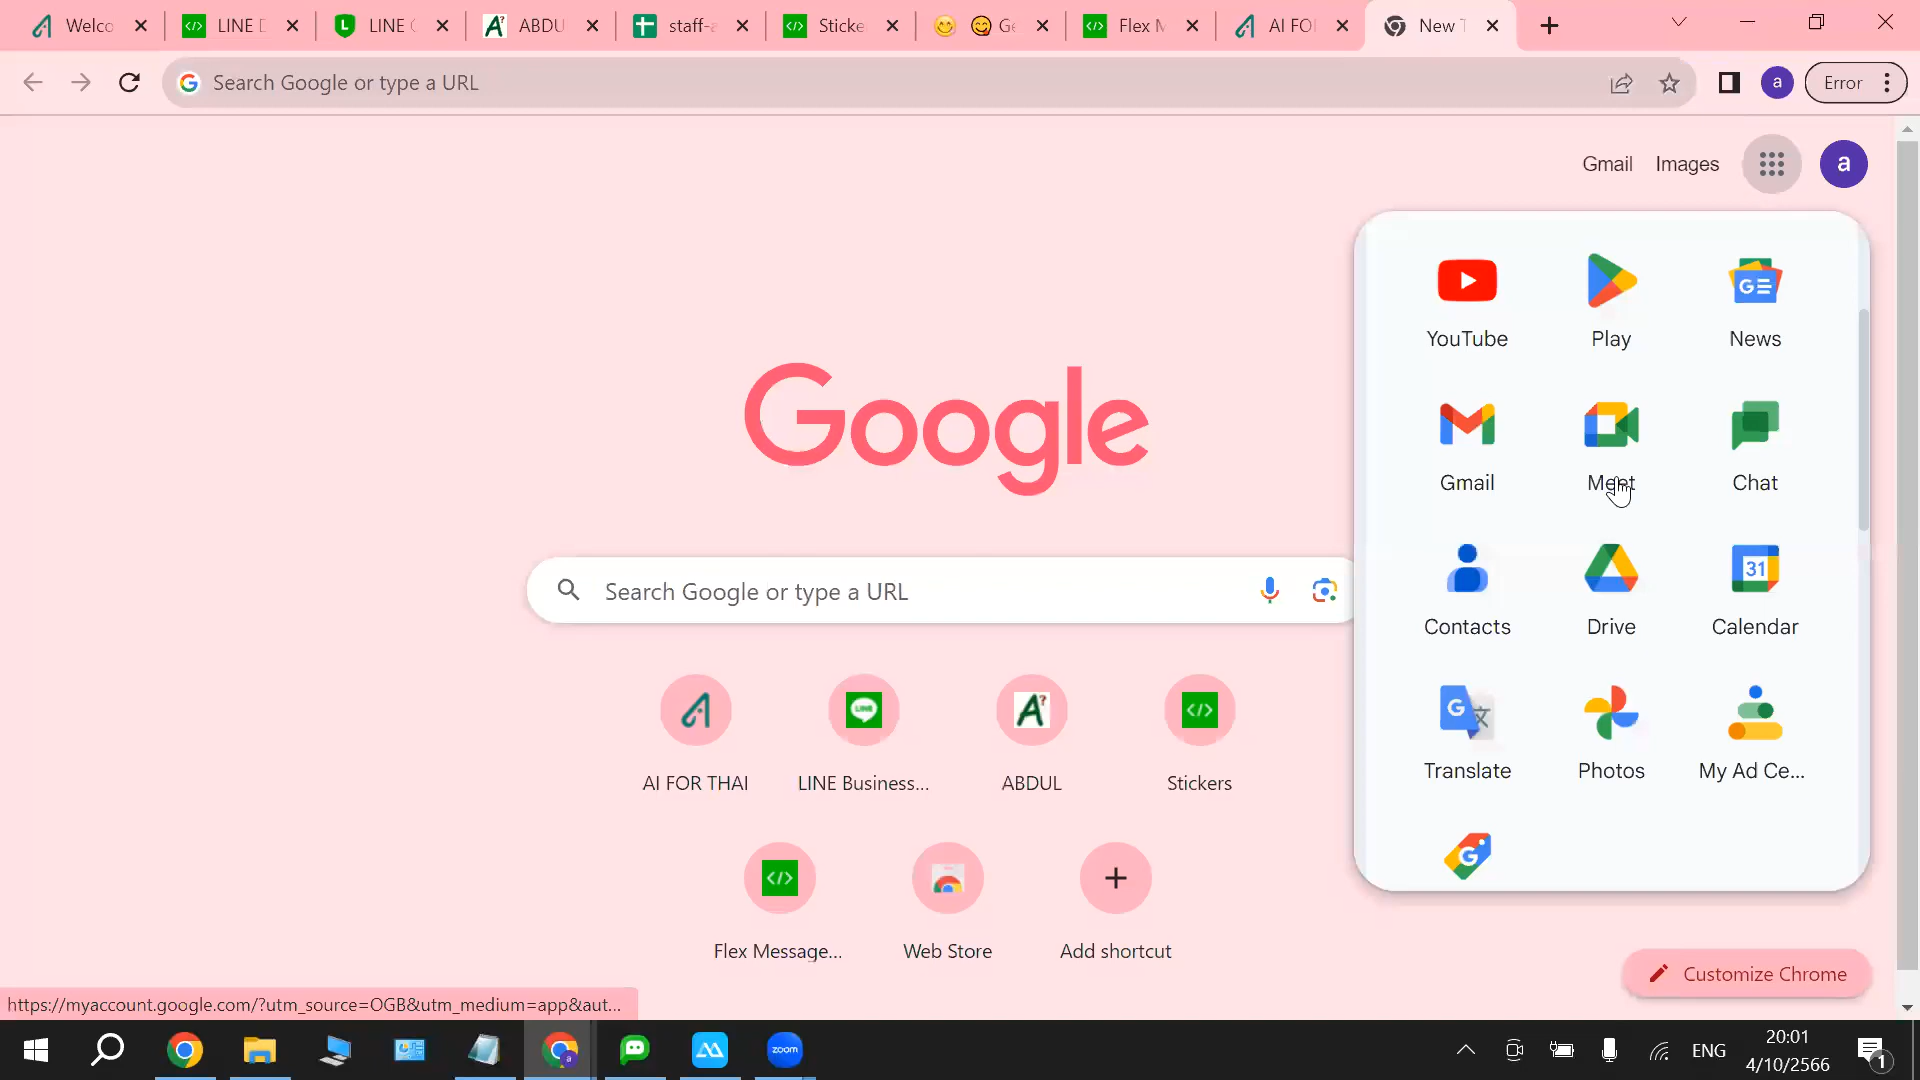 Welco
LINE D
LINE C
ABDU
staff-a
Sticke
Ge
Flex M
AI FO
New T
Search Google or type a URL
a
Error
Gmail
Images
a
YouTube
Play
News
Gmail
Meet
Chat
Contacts
Drive
31
Calendar
Translate
Photos
My Ad Ce...
Google
Search Google or type a URL
AI FOR THAI
LINE Business...
ABDUL
Stickers
Flex Message...
Web Store
Add shortcut
Customize Chrome
https://myaccount.google.com/?utm_source=OGB&utm_medium=app&aut...
zoom
ENG
20:01
4/10/2566
1